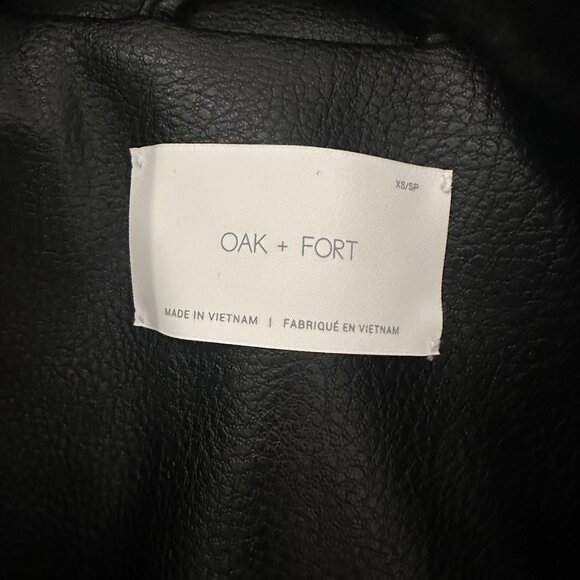 XS/SP
OAK + FORT
MADE IN VIETNAM | FABRIQUÉ EN VIETNAM